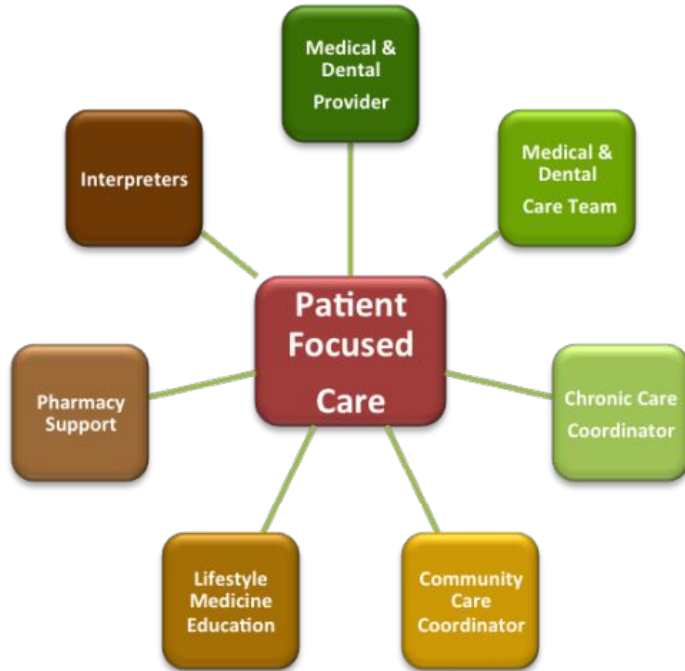 Medical &
Dental
Provider
Interpreters
Medical &
Dental
Care Team
Patient
Focused
Care
Pharmacy
Support
Chronic Care
Coordinator
Lifestyle
Medicine
Education
Community
Care
Coordinator